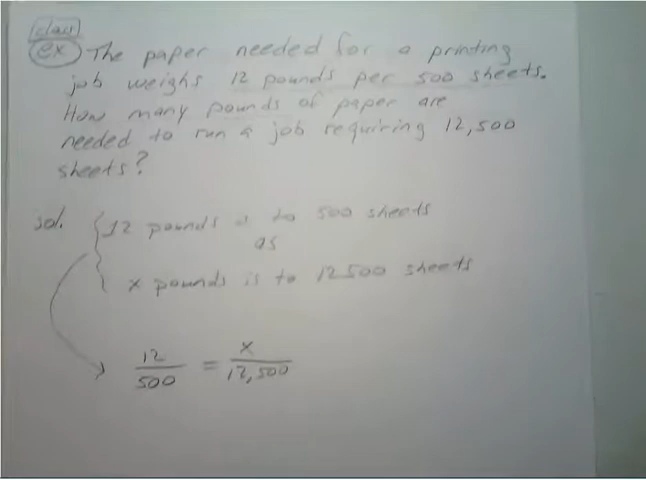 class
ex The paper needed for a printing
job weighs 12 pounds per 500 sheets.
How many pounds of paper are
needed to run a job requiring 12,500
sheets?
sol. 12 pounds is to 500 sheets
as
x pounds is to 12500 sheets
12/500 = x/12,500